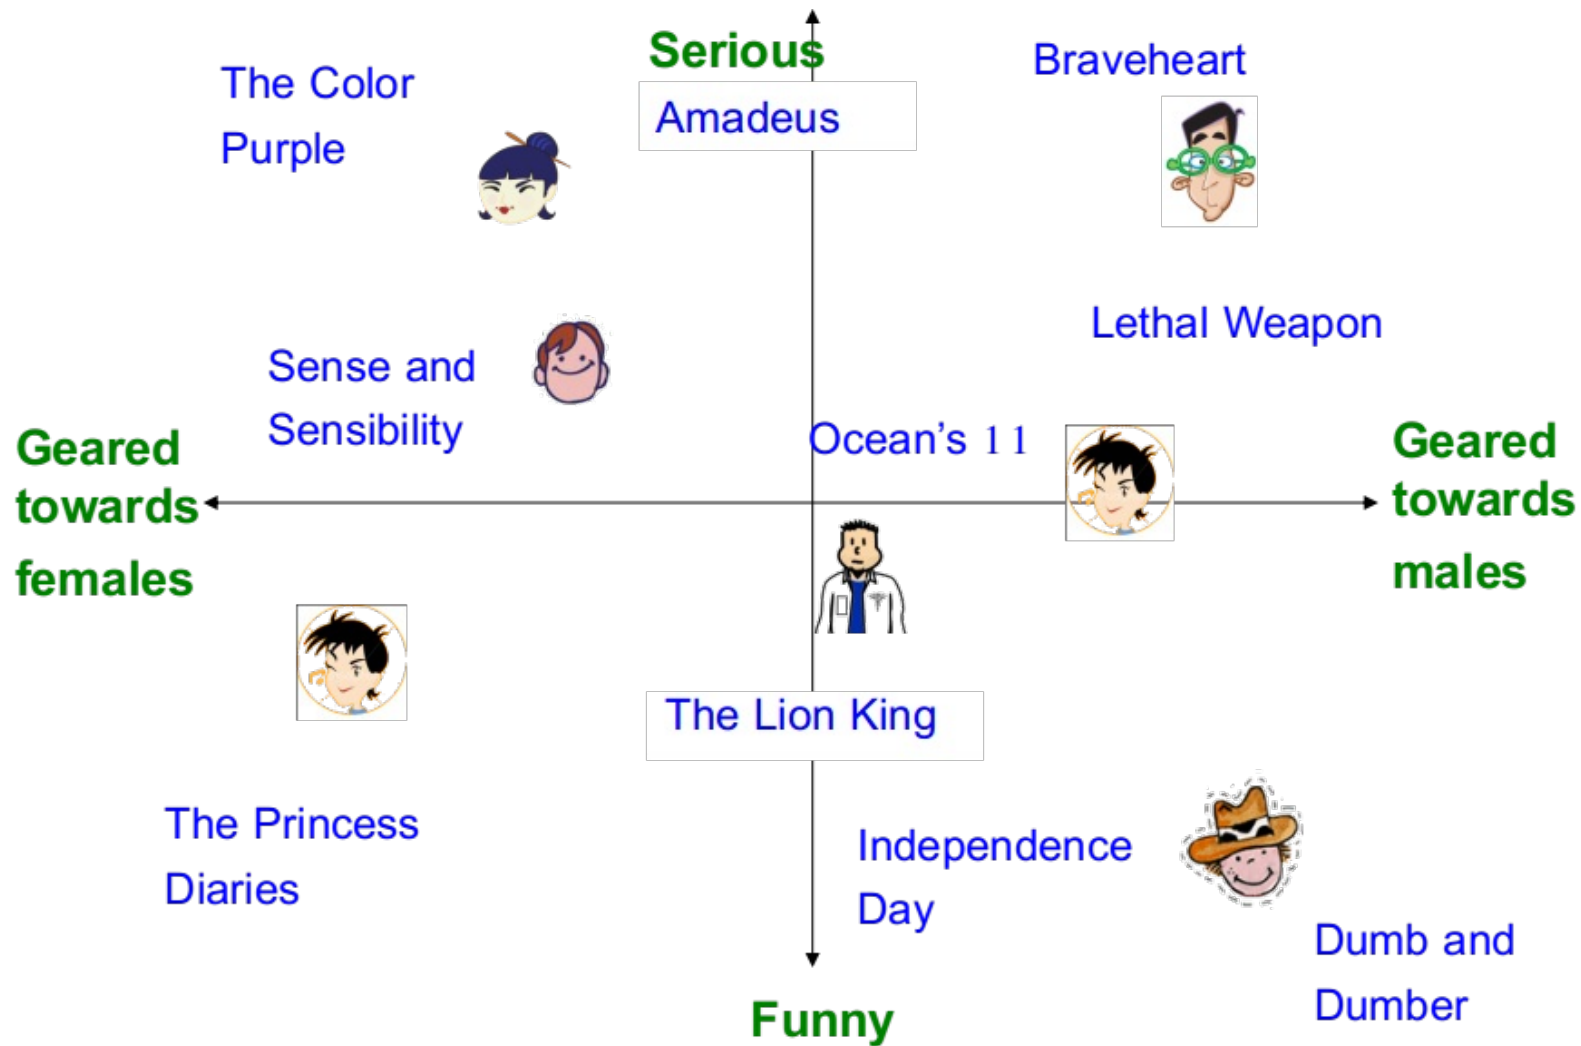 Serious
Braveheart
The Color
Purple
Amadeus
Lethal Weapon
Sense and
Sensibility
Ocean's 11
Geared
towards
females
Geared
towards
males
The Lion King
The Princess
Diaries
Independence
Day
Dumb and
Dumber
Funny